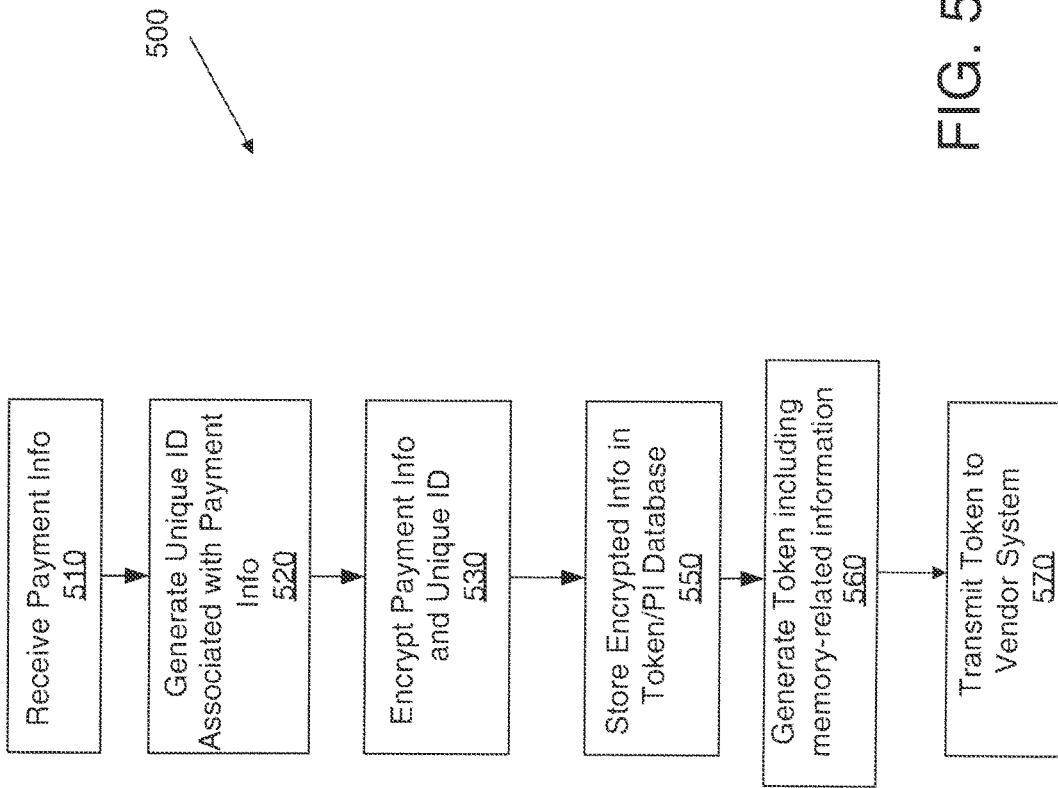 Receive Payment Info
510
Generate Unique ID
Associated with Payment
Info
520
Encrypt Payment Info
and Unique ID
530
Store Encrypted Info in
Token/PI Database
550
Generate Token including
memory-related information
560
Transmit Token to
Vendor System
570
500
FIG. 5